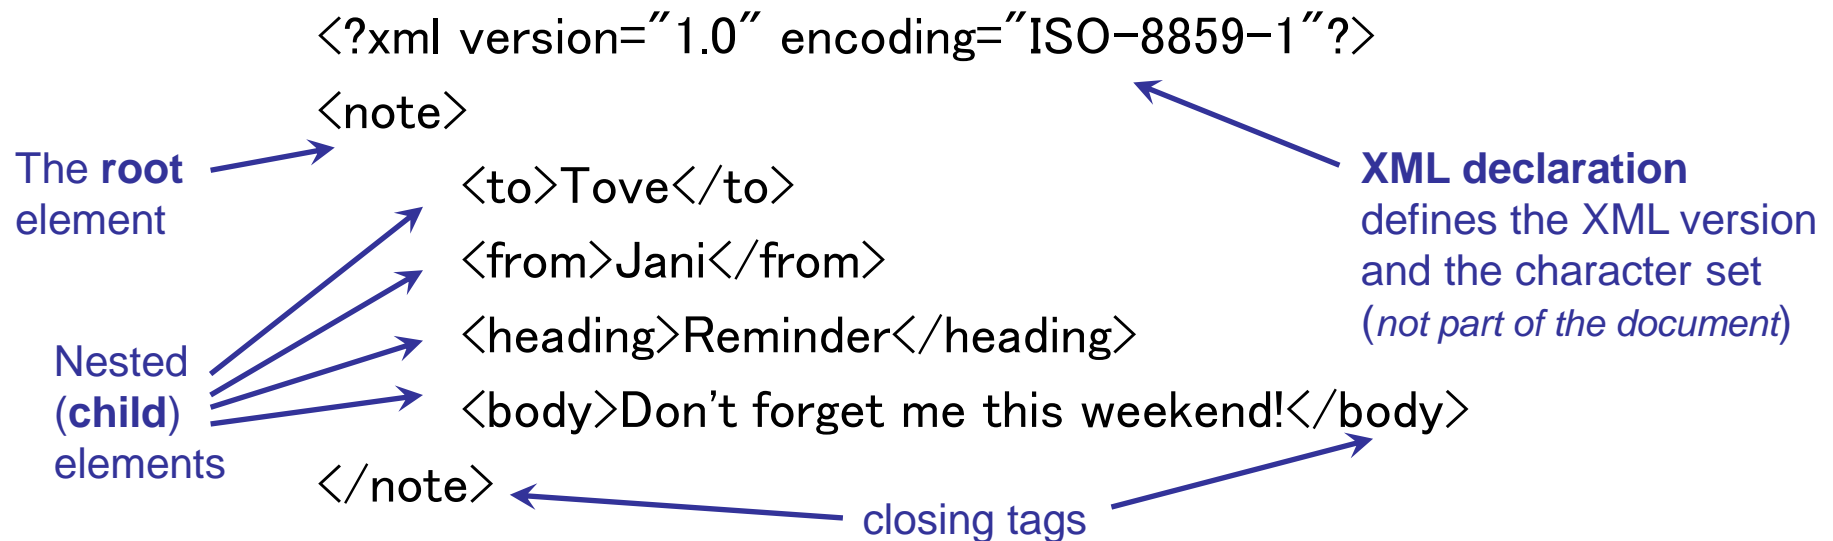 <?xml version="1.0" encoding="ISO-8859-1"?>
<note>
The root
element
<to>Tove</to>
<from>Jani</from>
<heading>Reminder</heading>
<body>Don't forget me this weekend!</body>
</note>
Nested
(child)
elements
XML declaration
defines the XML version
and the character set
(not part of the document)
closing tags